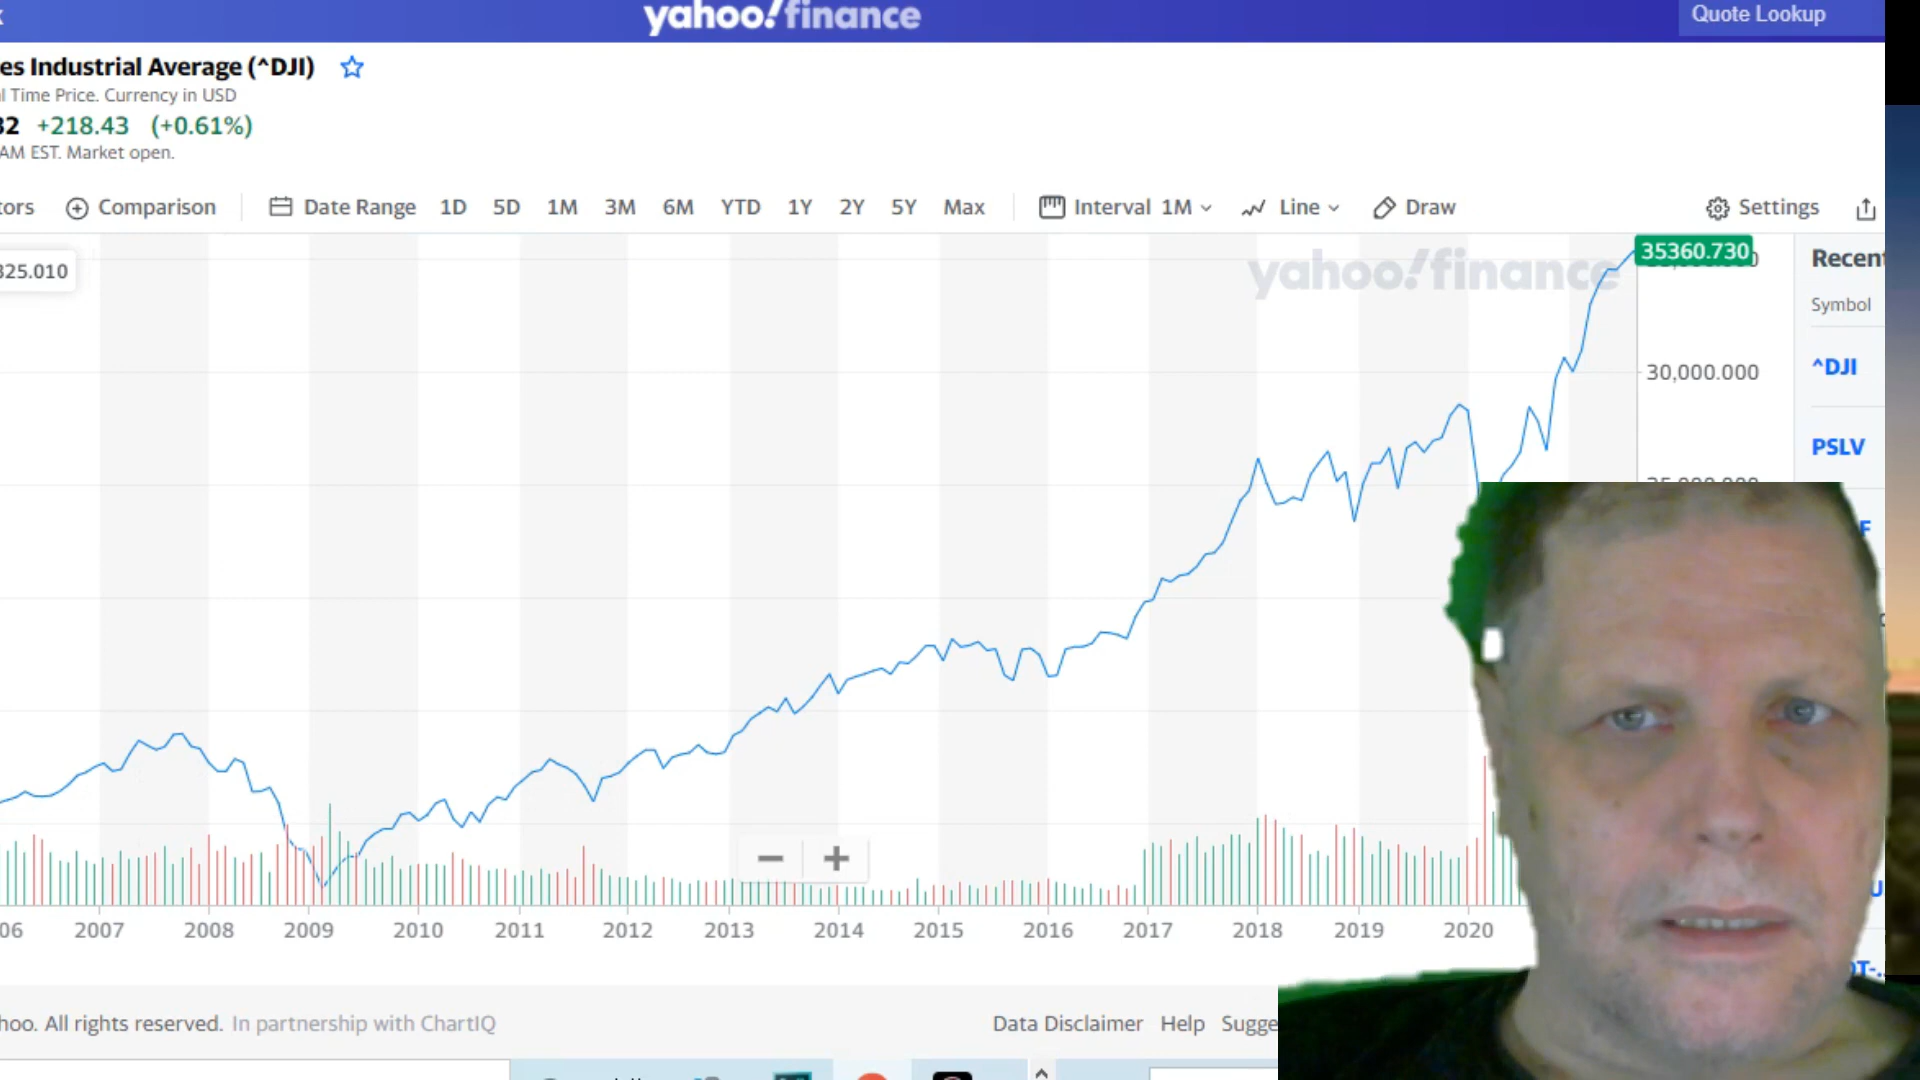 yahoo!finance
Quote Lookup
es Industrial Average (^DJI)
l Time Price. Currency in USD
32 +218.43 (+0.61%)
AM EST. Market open.
tors Comparison Date Range 1D 5D 1M 3M 6M YTD 1Y 2Y 5Y Max Interval 1M Line Draw Settings
325.010
yahoo!finance
35360.730
Recent
Symbol
30,000.000
^DJI
PSLV
F
U
OT-..
06 2007 2008 2009 2010 2011 2012 2013 2014 2015 2016 2017 2018 2019 2020
hoo. All rights reserved. In partnership with ChartIQ
Data Disclaimer Help Sugge